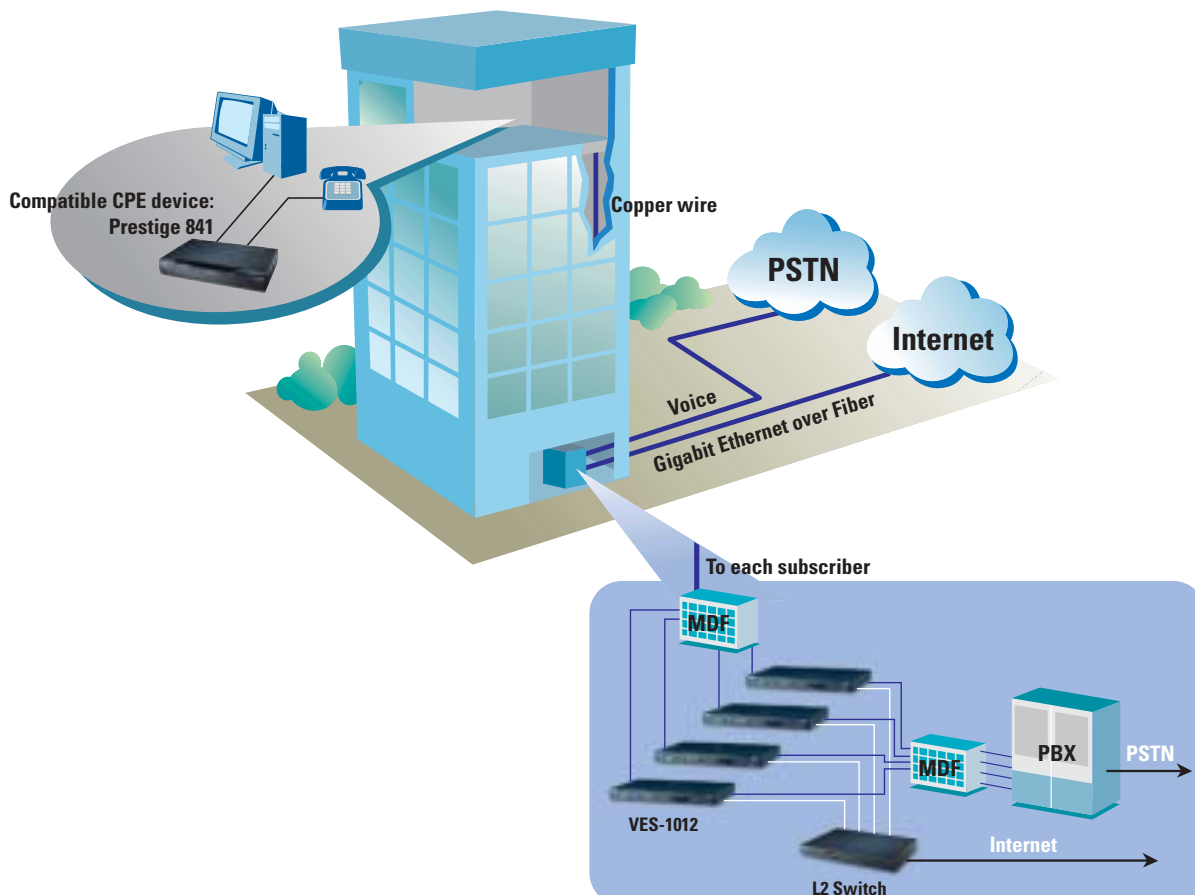 Compatible CPE device:
Prestige 841
Copper wire
PSTN
Internet
Voice
Gigabit Ethernet over Fiber
To each subscriber
MDF
MDF
PBX
PSTN
VES-1012
Internet
L2 Switch